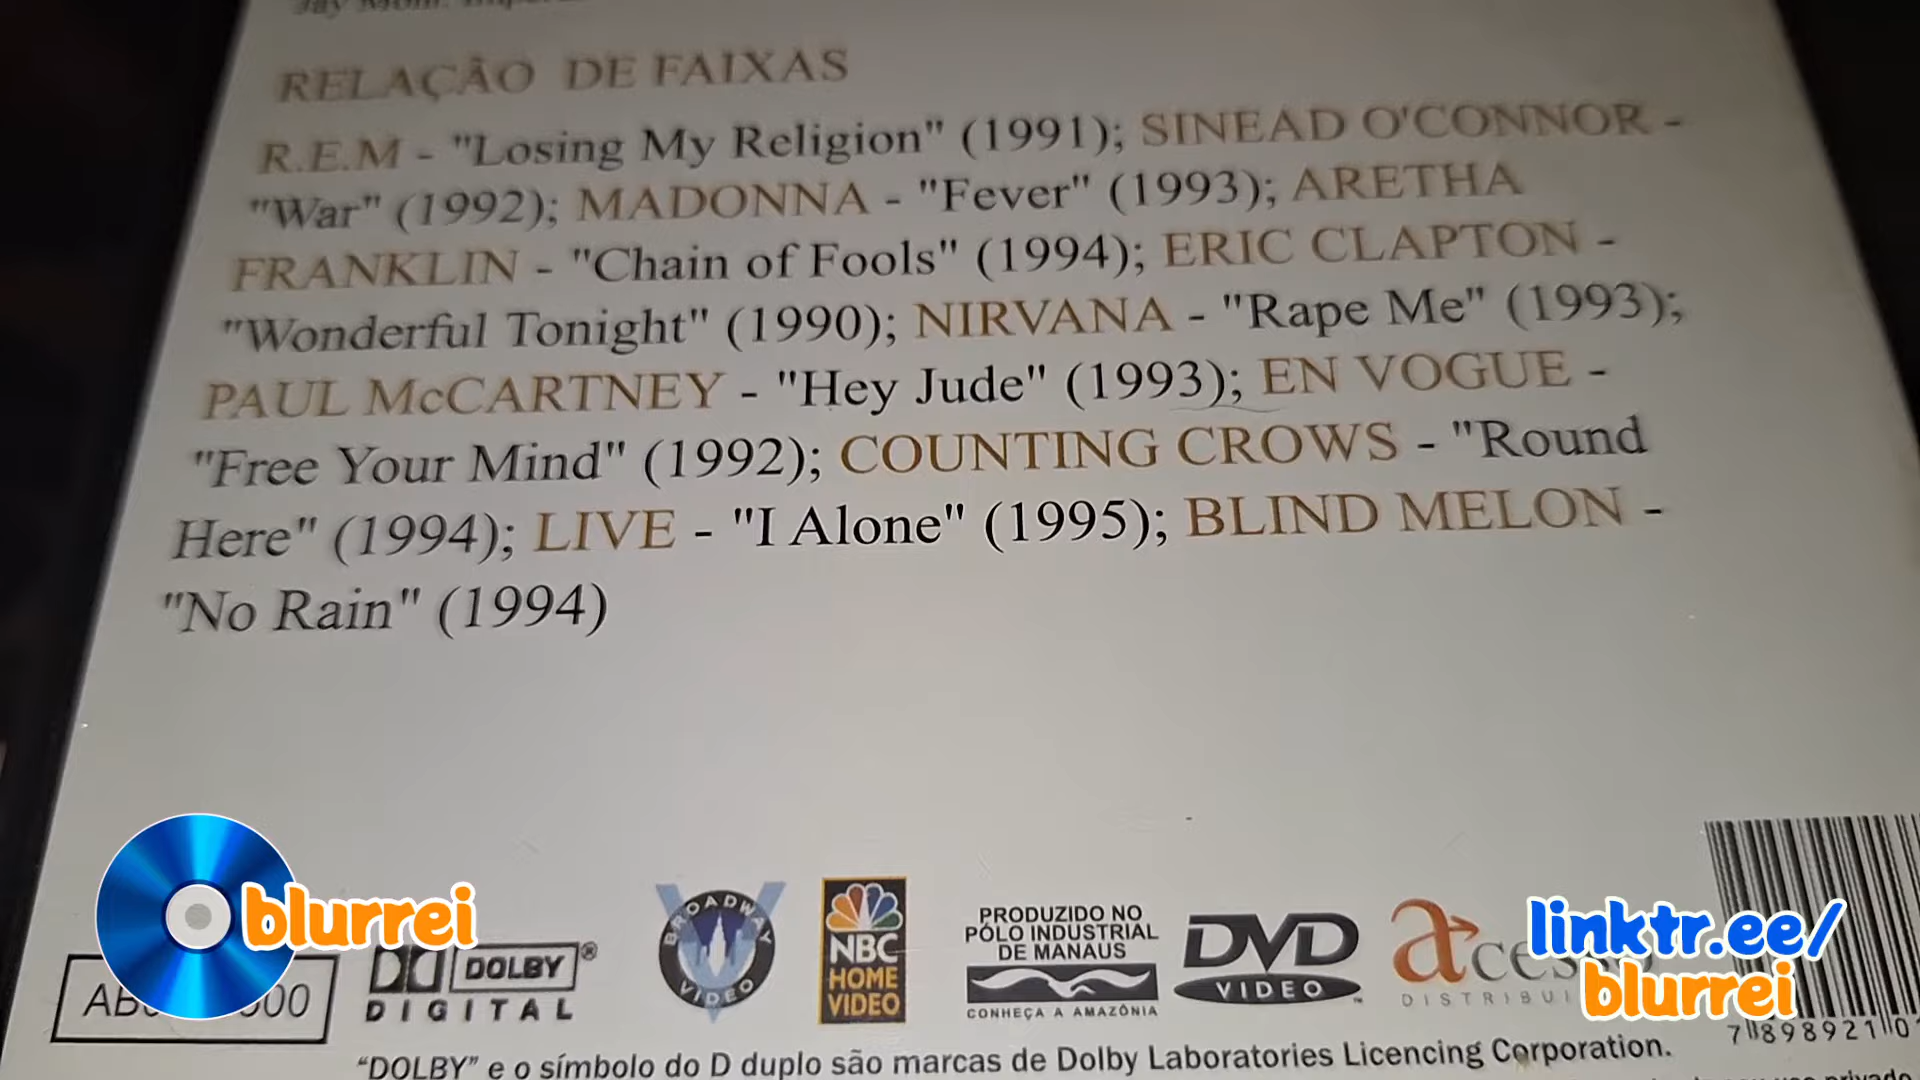 RELAÇÃO DE FAIXAS
R.E.M - "Losing My Religion" (1991); SINEAD O'CONNOR -
"War" (1992); MADONNA - "Fever" (1993); ARETHA
FRANKLIN - "Chain of Fools" (1994); ERIC CLAPTON -
"Wonderful Tonight" (1990); NIRVANA - "Rape Me" (1993);
PAUL McCARTNEY - "Hey Jude" (1993); EN VOGUE -
"Free Your Mind" (1992); COUNTING CROWS - "Round
Here" (1994); LIVE - "I Alone" (1995); BLIND MELON -
"No Rain" (1994)
blurrei
DOLBY®
DIGITAL
BROADWAY
VIDEO
NBC
HOME
VIDEO
PRODUZIDO NO
PÓLO INDUSTRIAL
DE MANAUS
CONHEÇA A AMAZÔNIA
DVD
VIDEO
linktr.ee/
blurrei
"DOLBY" e o símbolo do D duplo são marcas de Dolby Laboratories Licencing Corporation.